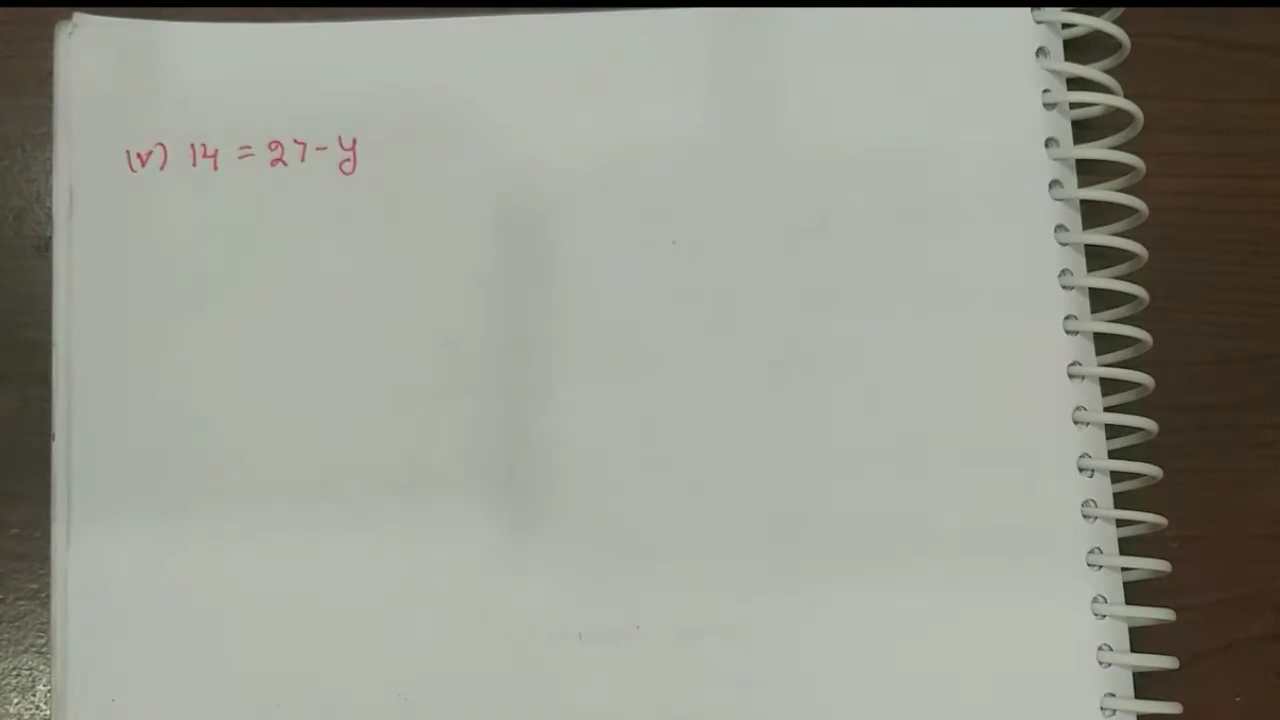 (v) 14 = 27 - y